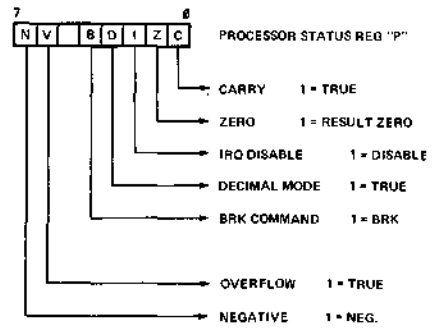 7 0
N V B D I Z C PROCESSOR STATUS REG "P"
CARRY 1 = TRUE
ZERO 1 = RESULT ZERO
IRQ DISABLE 1 = DISABLE
DECIMAL MODE 1 = TRUE
BRK COMMAND 1 = BRK
OVERFLOW 1 = TRUE
NEGATIVE 1 = NEG.